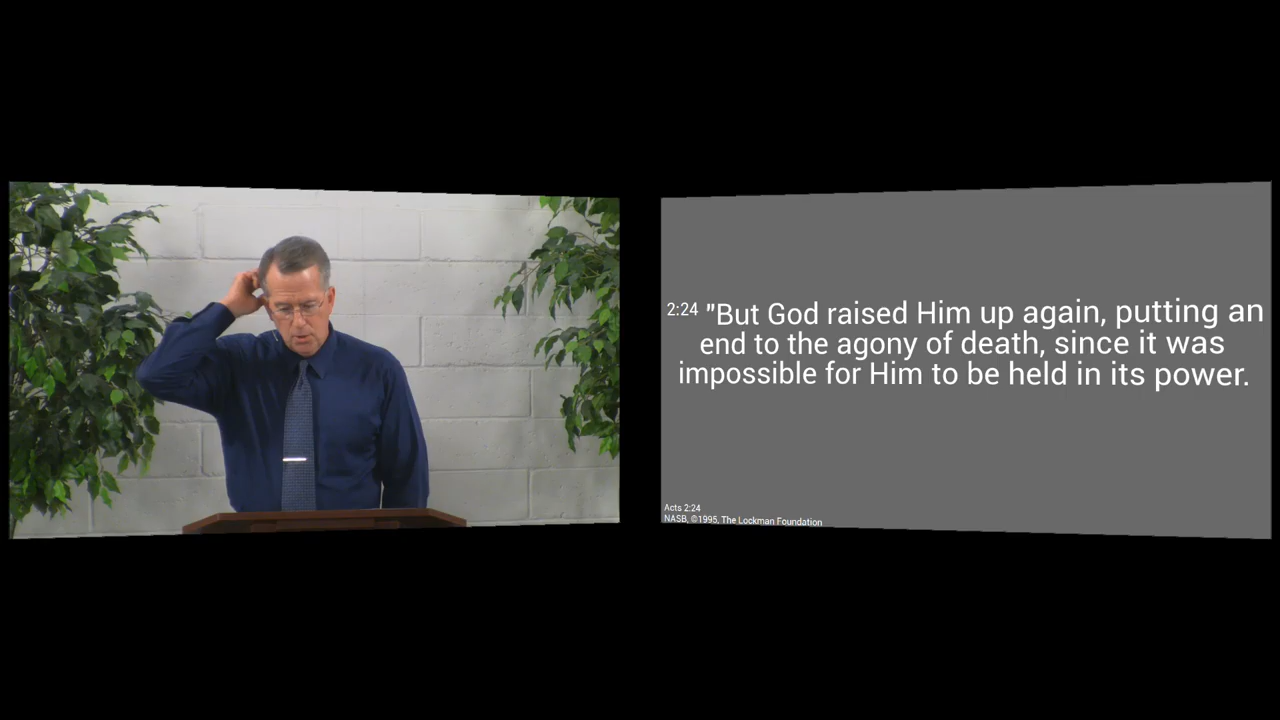 2:24 "But God raised Him up again, putting an
end to the agony of death, since it was
impossible for Him to be held in its power.
Acts 2:24
NASB, ©1995, The Lockman Foundation